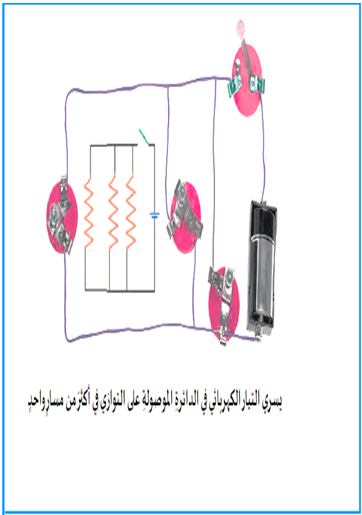 يسري التيار الكهربائي في الدائرة الموصولة على التوازي في أكثر من مسارٍ واحدٍ